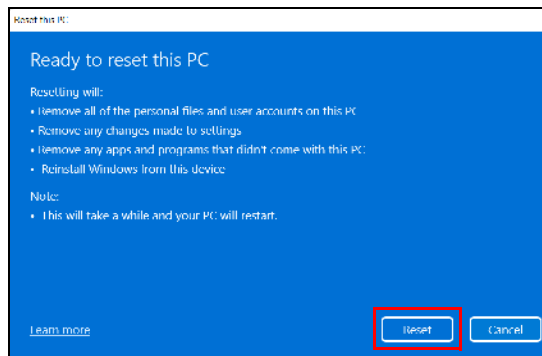 Reset this PC
Ready to reset this PC
Resetting will:
• Remove all of the personal files and user accounts on this PC
• Remove any changes made to settings
• Remove any apps and programs that didn't come with this PC
• Reinstall Windows from this device
Note:
• This will take a while and your PC will restart.
Learn more
Reset
Cancel